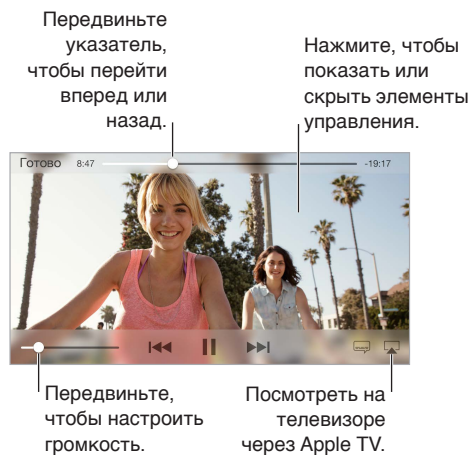 Передвиньте
указатель,
чтобы перейти
вперед или
назад.
Нажмите, чтобы
показать или
скрыть элементы
управления.
Готово 8:47 -19:17
Передвиньте,
чтобы настроить
громкость.
Посмотреть на
телевизоре
через Apple TV.